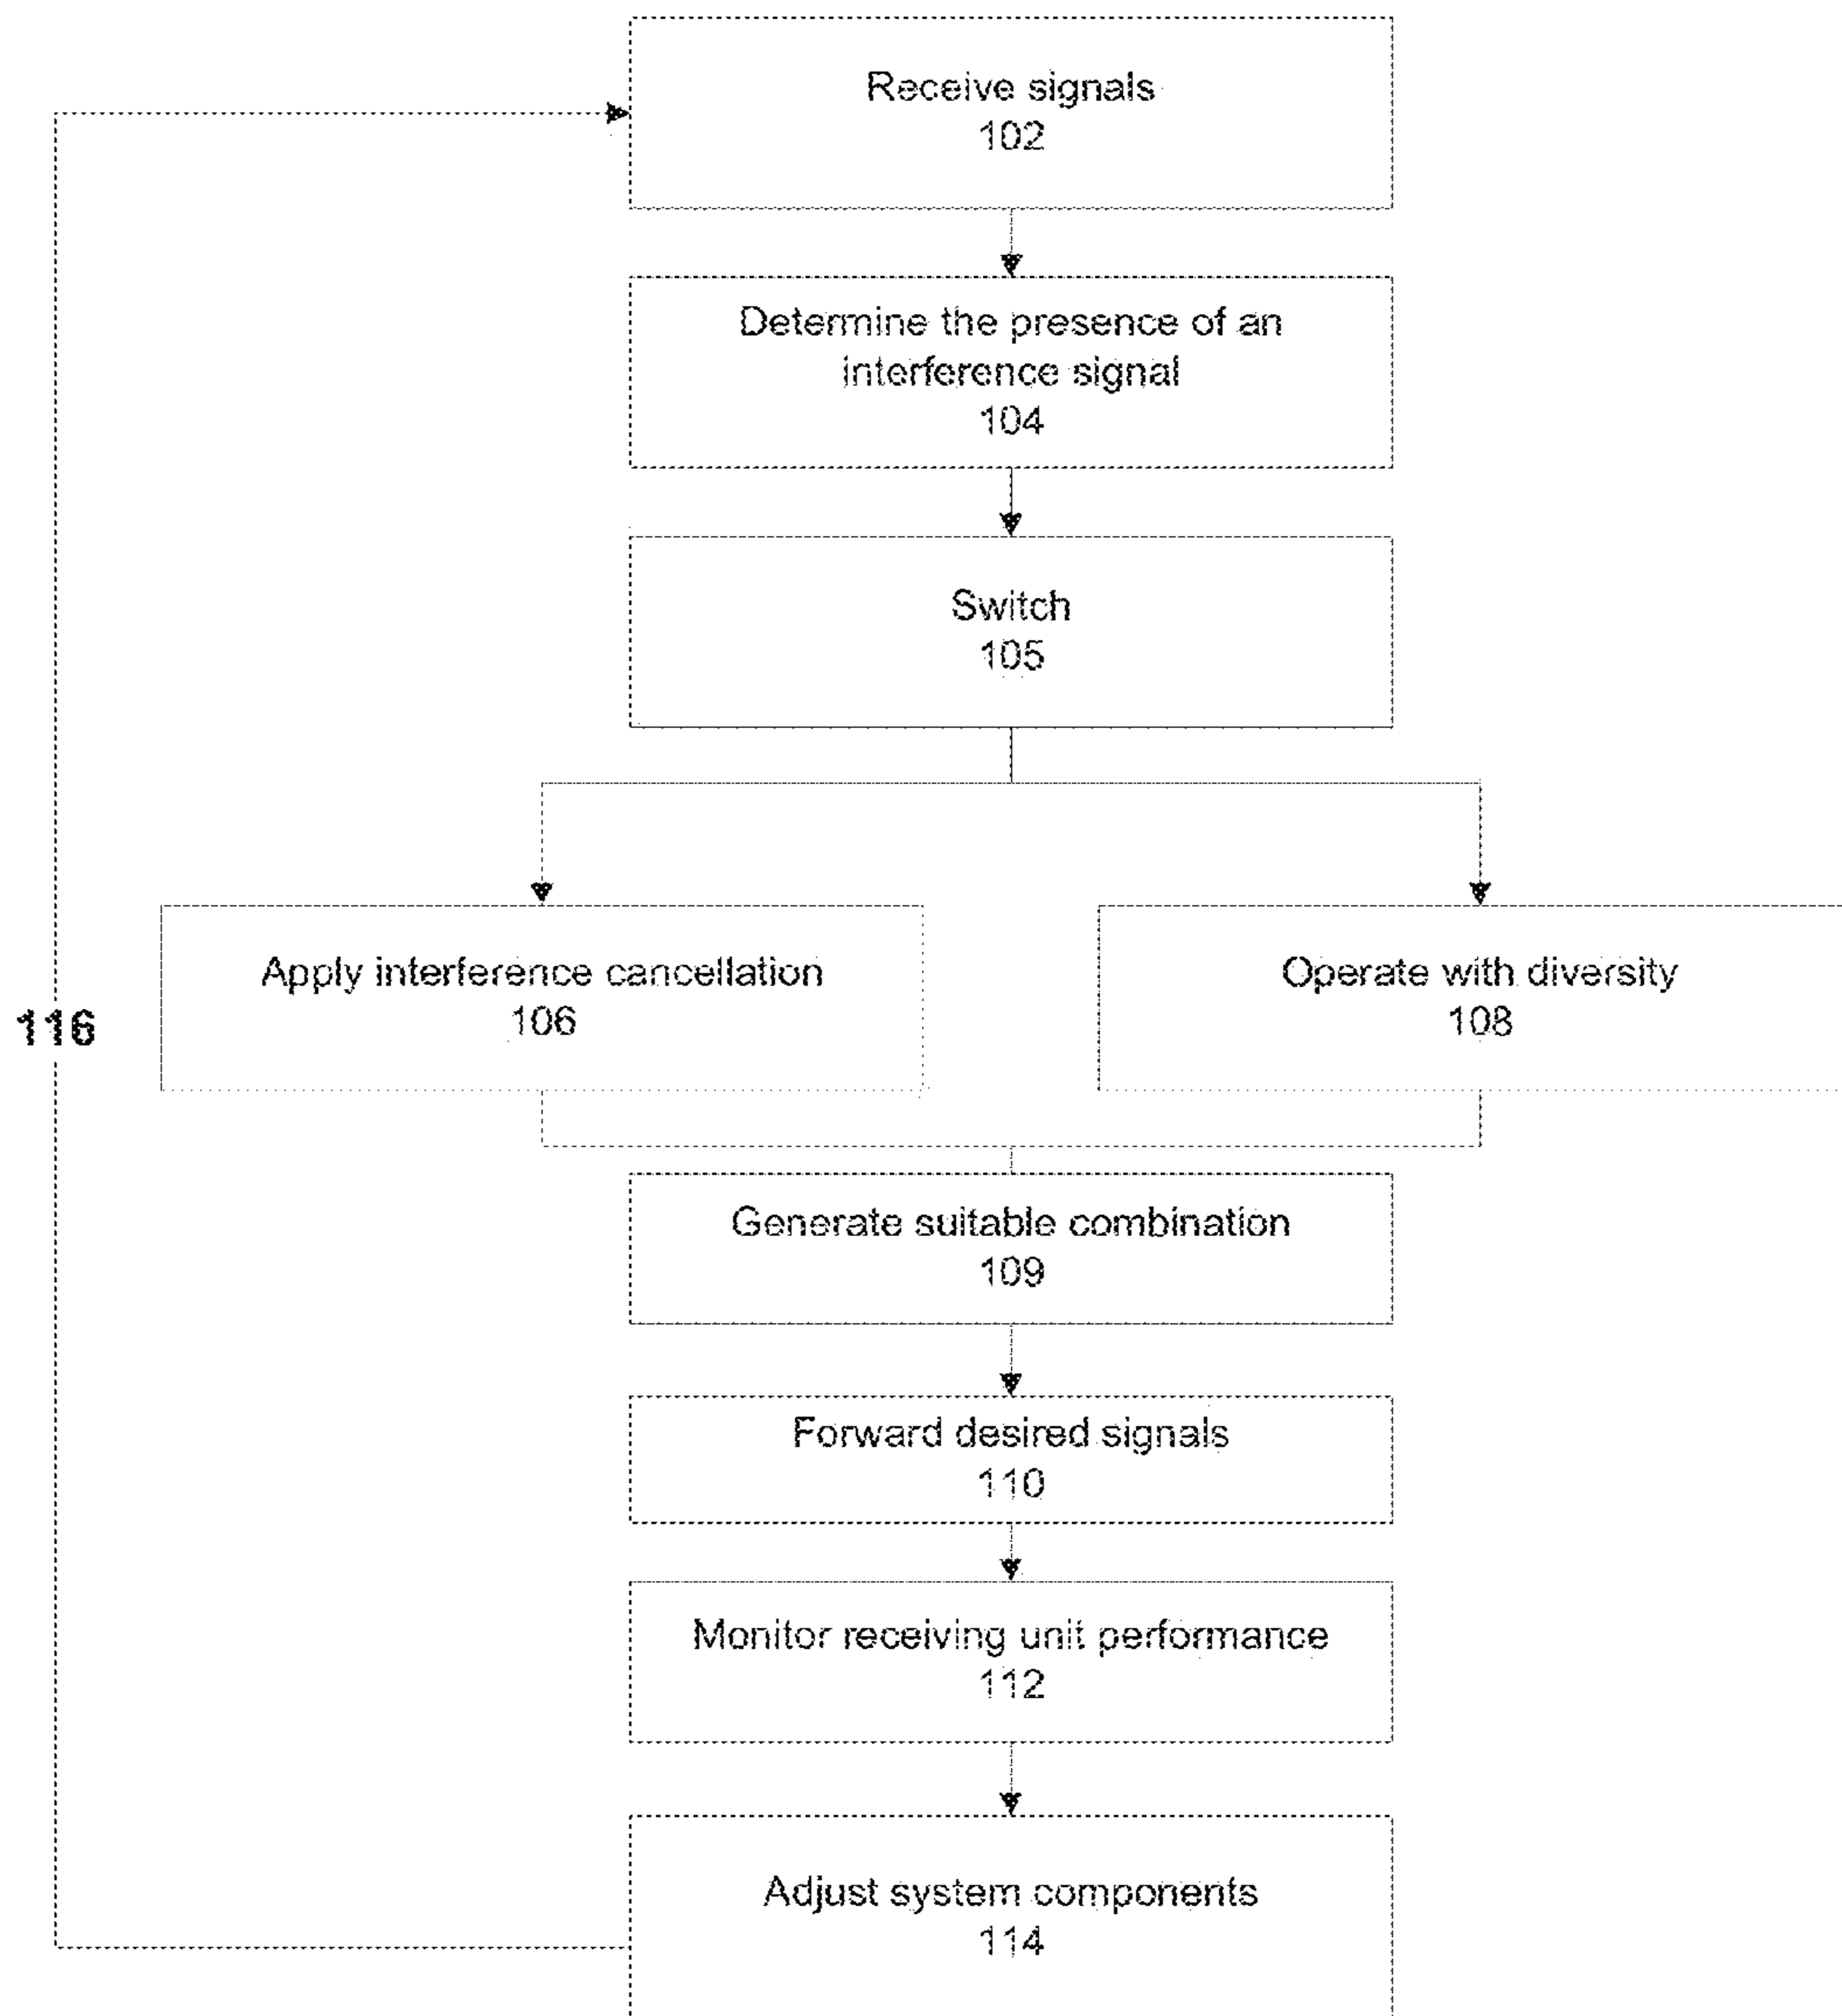 Receive signals
102
Determine the presence of an
interference signal
104
Switch
105
Apply interference cancellation
106
Operate with diversity
108
116
Generate suitable combination
109
Forward desired signals
110
Monitor receiving unit performance
112
Adjust system components
114